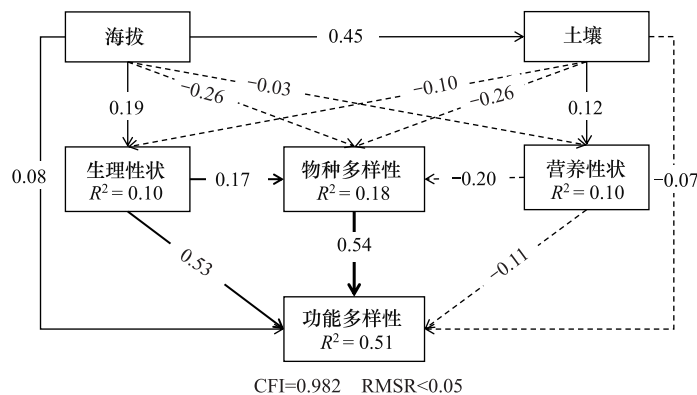 海拔
0.45
土壤
-0.03
-0.10
-0.26
-0.26
0.19
0.12
生理性状
R² = 0.10
0.17
物种多样性
R² = 0.18
-0.20
营养性状
R² = 0.10
0.08
-0.07
0.54
0.53
-0.11
功能多样性
R² = 0.51
CFI=0.982 RMSR<0.05